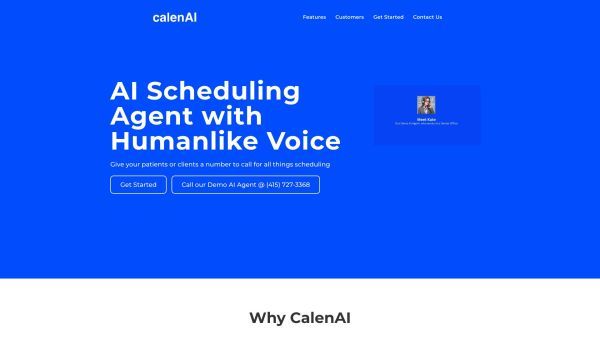 calenAI
Features Customers Get Started Contact Us
AI Scheduling
Agent with
Humanlike Voice
Give your patients or clients a number to call for all things scheduling
Get Started
Call our Demo AI Agent @ (415) 727-3368
Meet Kate
Why CalenAI